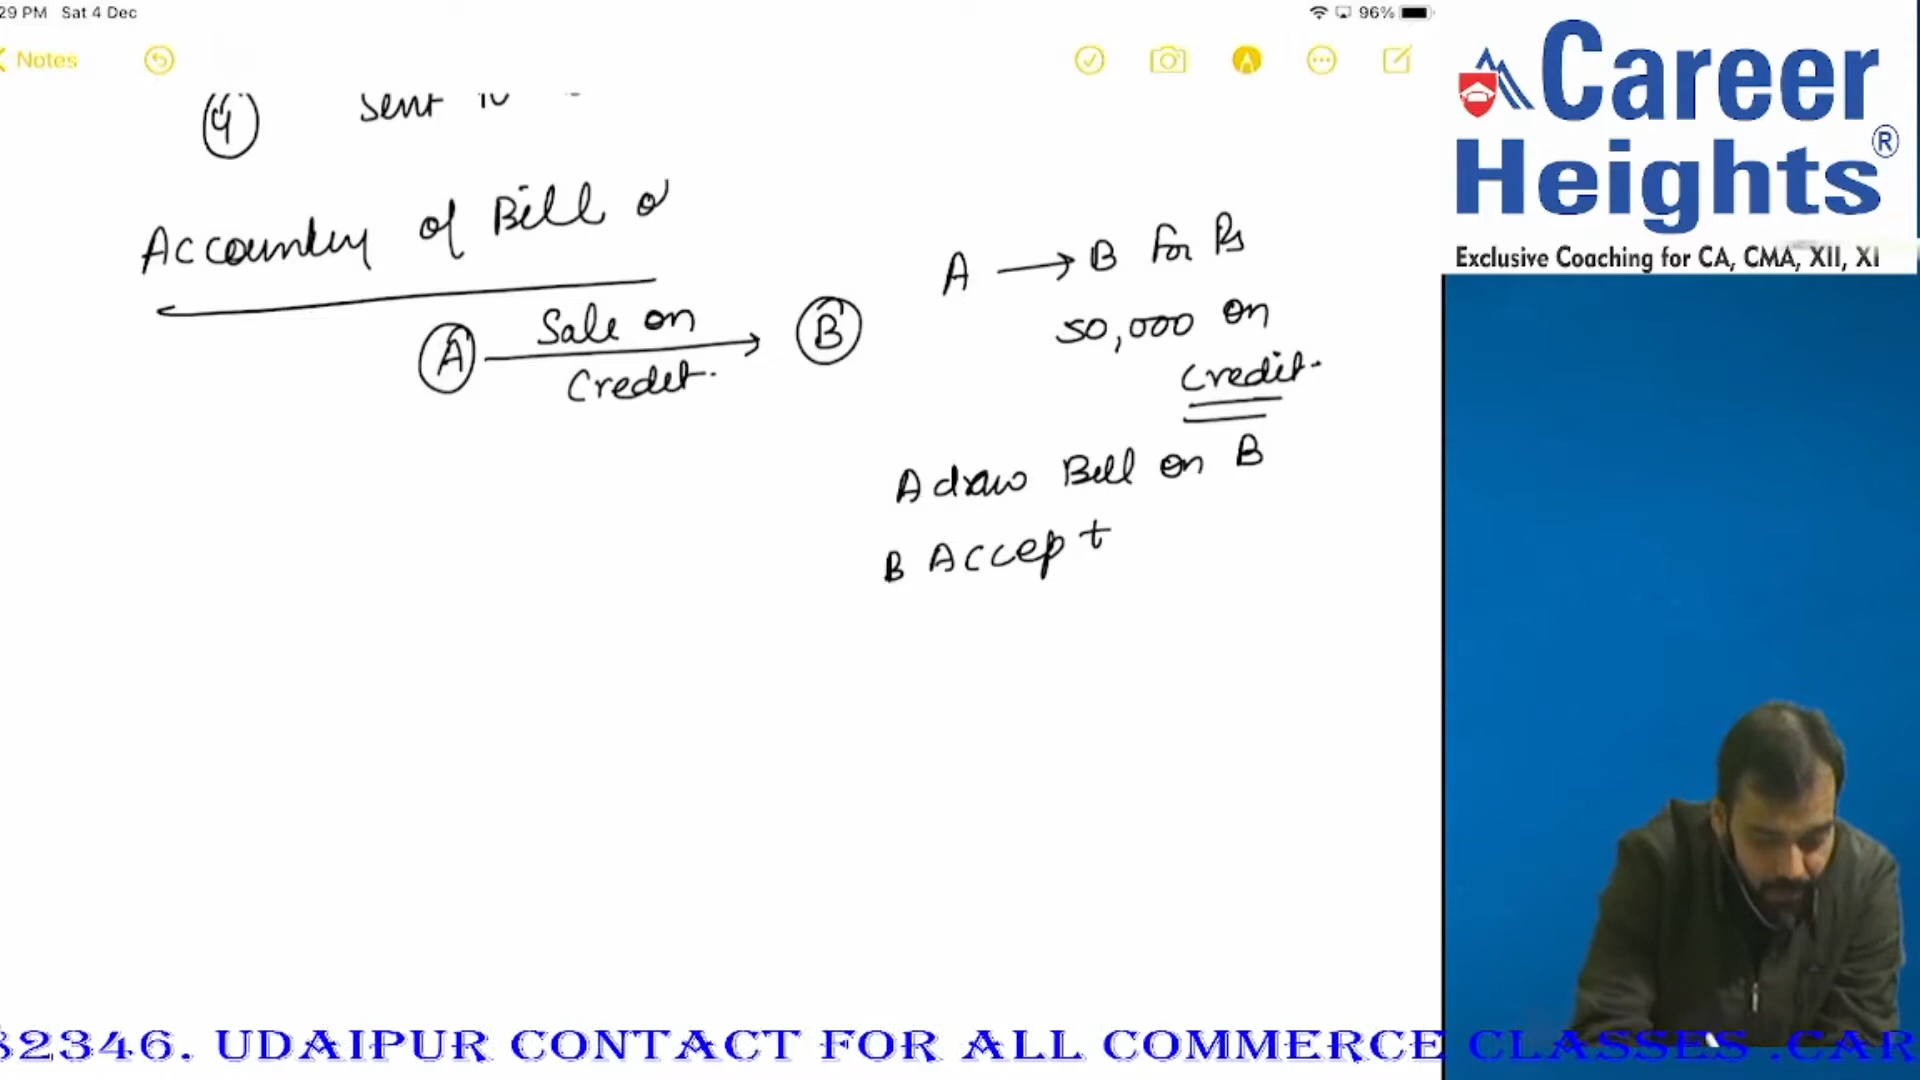 29 PM Sat 4 Dec
96%
Notes
4 sent to
Accounting of Bill o
A Sale on B
Credit.
A → B for Rs
50,000 on
Credit.
A draw Bill on B
B Accept
Career
Heights®
Exclusive Coaching for CA, CMA, XII, XI
82346. UDAIPUR CONTACT FOR ALL COMMERCE CLASSES .CAR